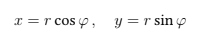 x = r cos φ ,   y = r sin φ